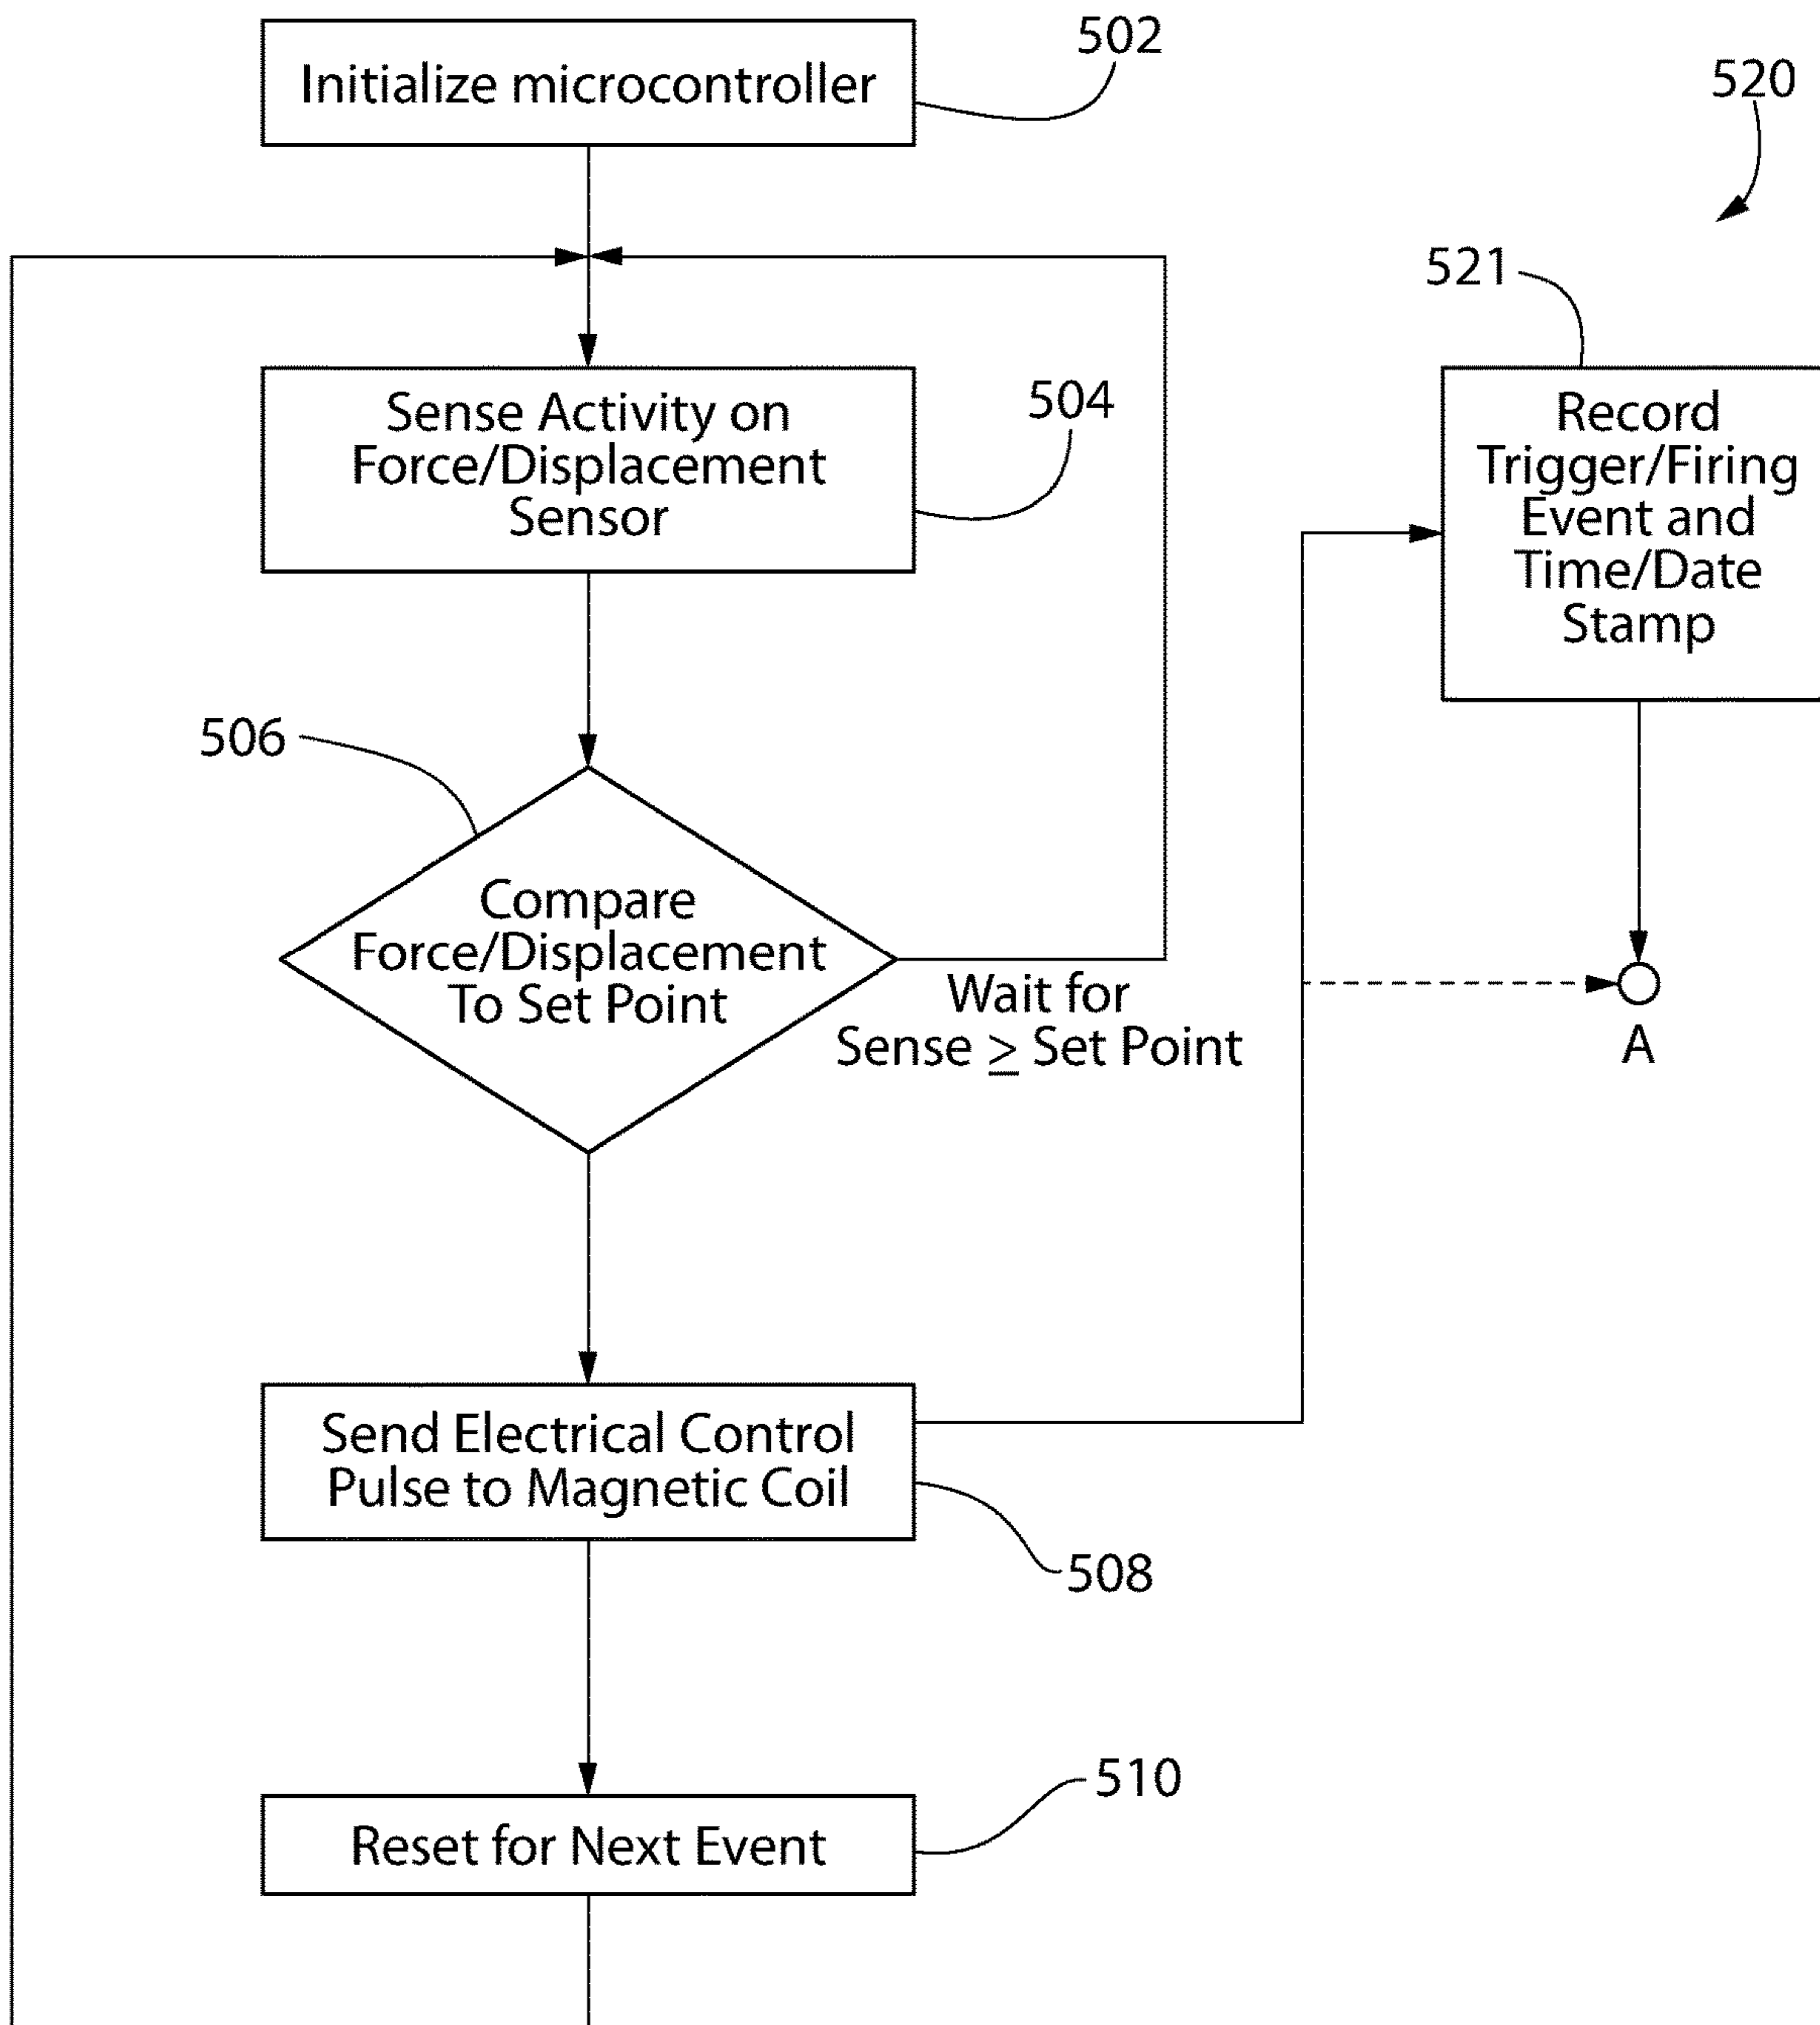 502
Initialize microcontroller
520
521
Sense Activity on
Force/Displacement
Sensor
504
Record
Trigger/Firing
Event and
Time/Date
Stamp
506
Compare
Force/Displacement
To Set Point
Wait for
Sense ≥ Set Point
A
Send Electrical Control
Pulse to Magnetic Coil
508
510
Reset for Next Event